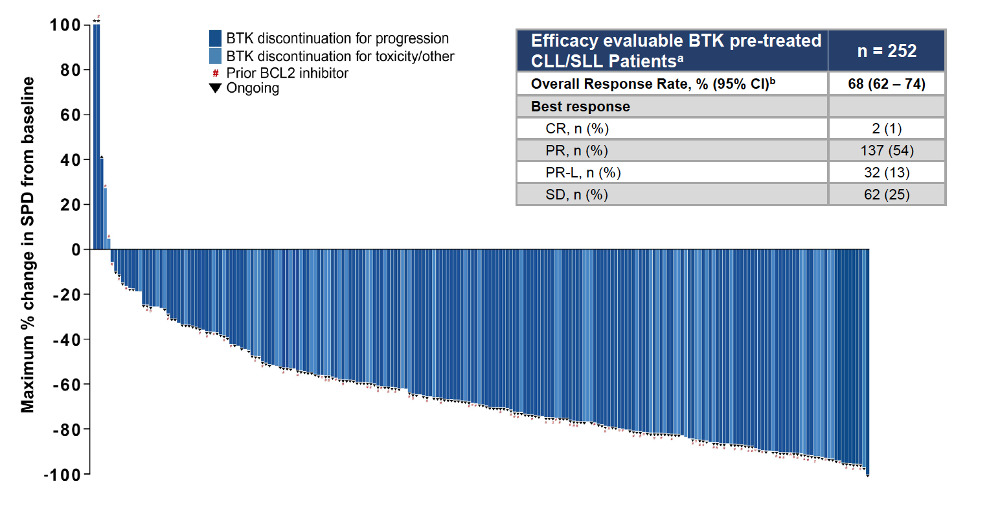 Maximum % change in SPD from baseline
100
80
60
40
20
0
-20
-40
-60
-80
-100
**
#
BTK discontinuation for progression
BTK discontinuation for toxicity/other
# Prior BCL2 inhibitor
▼ Ongoing
Efficacy evaluable BTK pre-treated n = 252
CLL/SLL Patientsᵃ
Overall Response Rate, % (95% CI)ᵇ 68 (62 – 74)
Best response
CR, n (%) 2 (1)
PR, n (%) 137 (54)
PR-L, n (%) 32 (13)
SD, n (%) 62 (25)